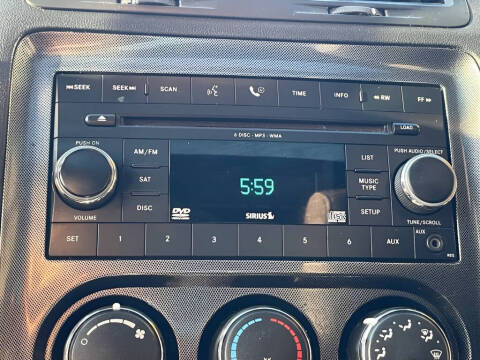 SEEK SEEK SCAN TIME INFO RW FF
6 DISC • MP3 • WMA LOAD
PUSH ON AM/FM LIST PUSH AUDIO/SELECT
SAT MUSIC TYPE
5:59
DISC DVD SIRIUS SETUP
VOLUME TUNE/SCROLL
SET 1 2 3 4 5 6 AUX AUX